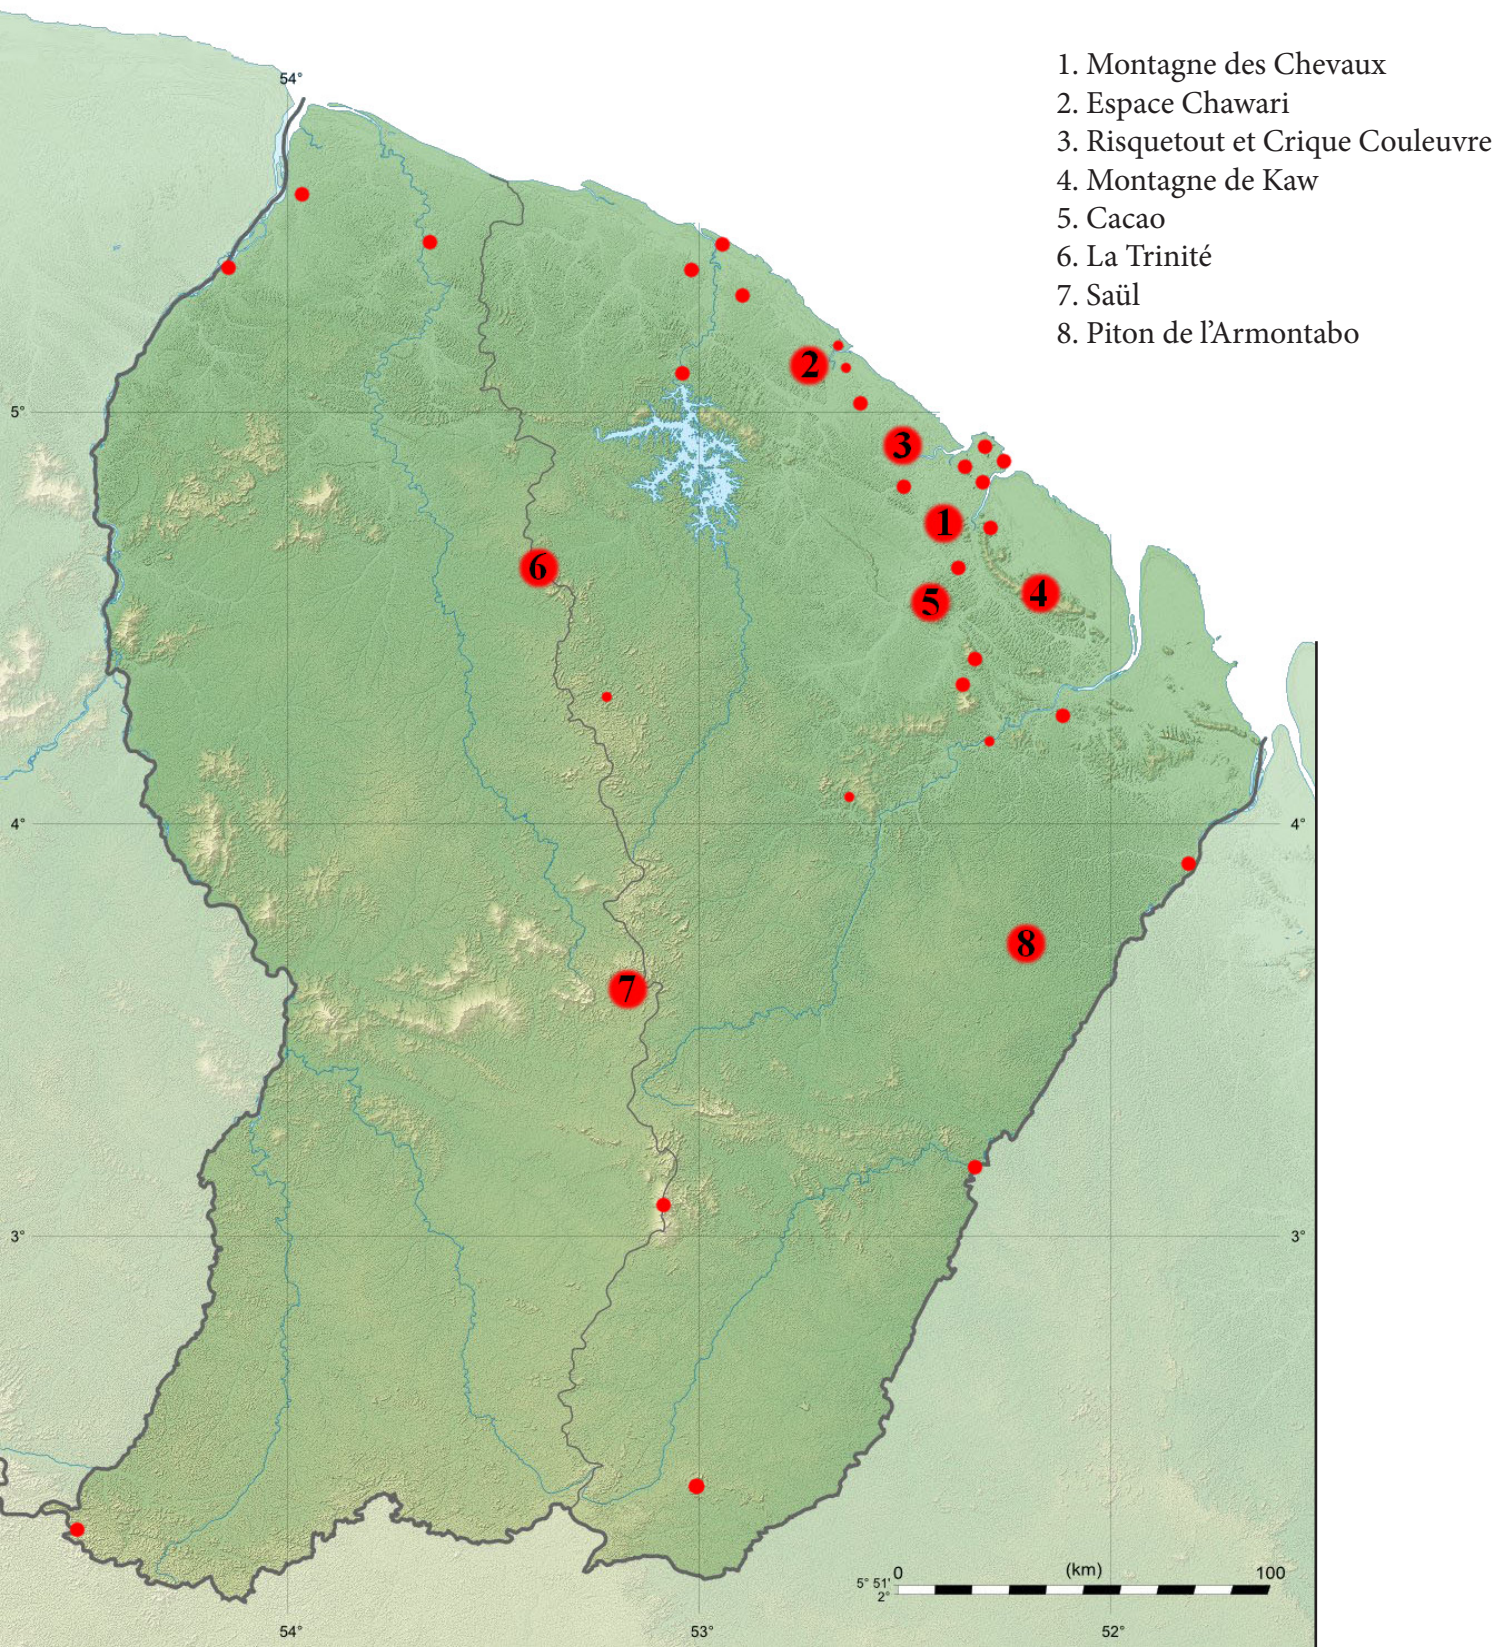 1. Montagne des Chevaux
2. Espace Chawari
3. Risquetout et Crique Couleuvre
4. Montagne de Kaw
5. Cacao
6. La Trinité
7. Saül
8. Piton de l’Armontabo
54°
2
5°
3
1
6
5
4
4°
4°
8
7
3°
3°
0 (km) 100
5° 51'
2°
54°
53°
52°